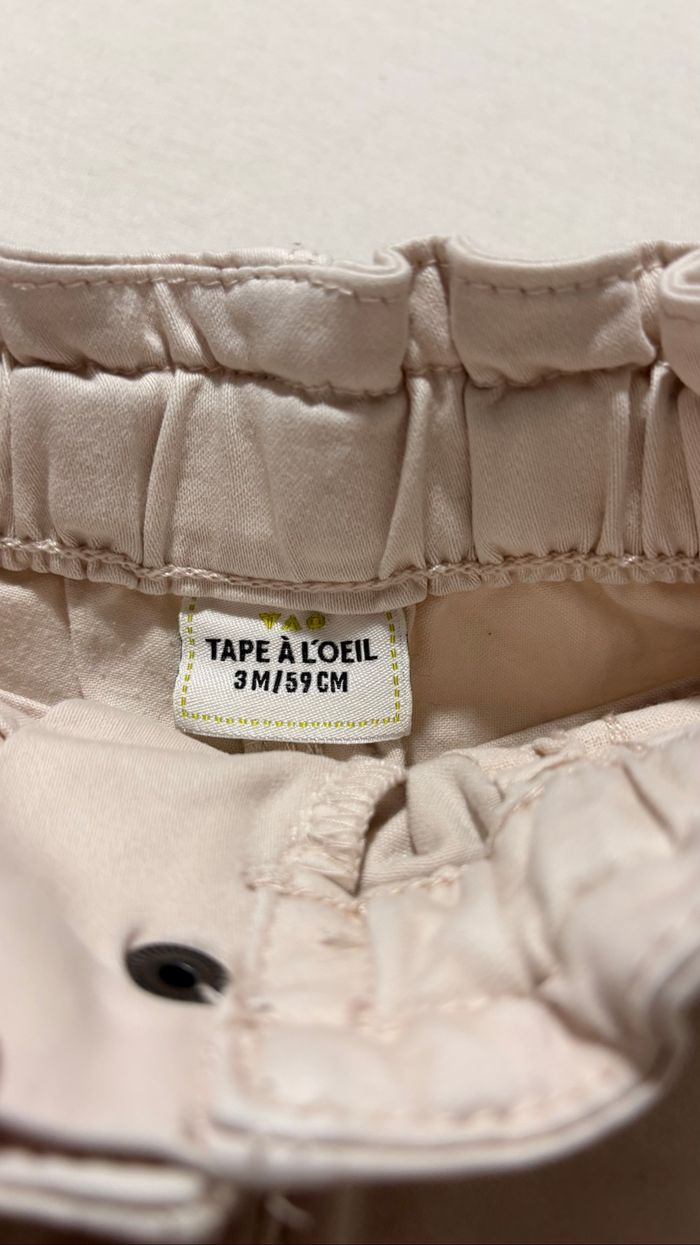 TAO
TAPE À L'OEIL
3M/59CM